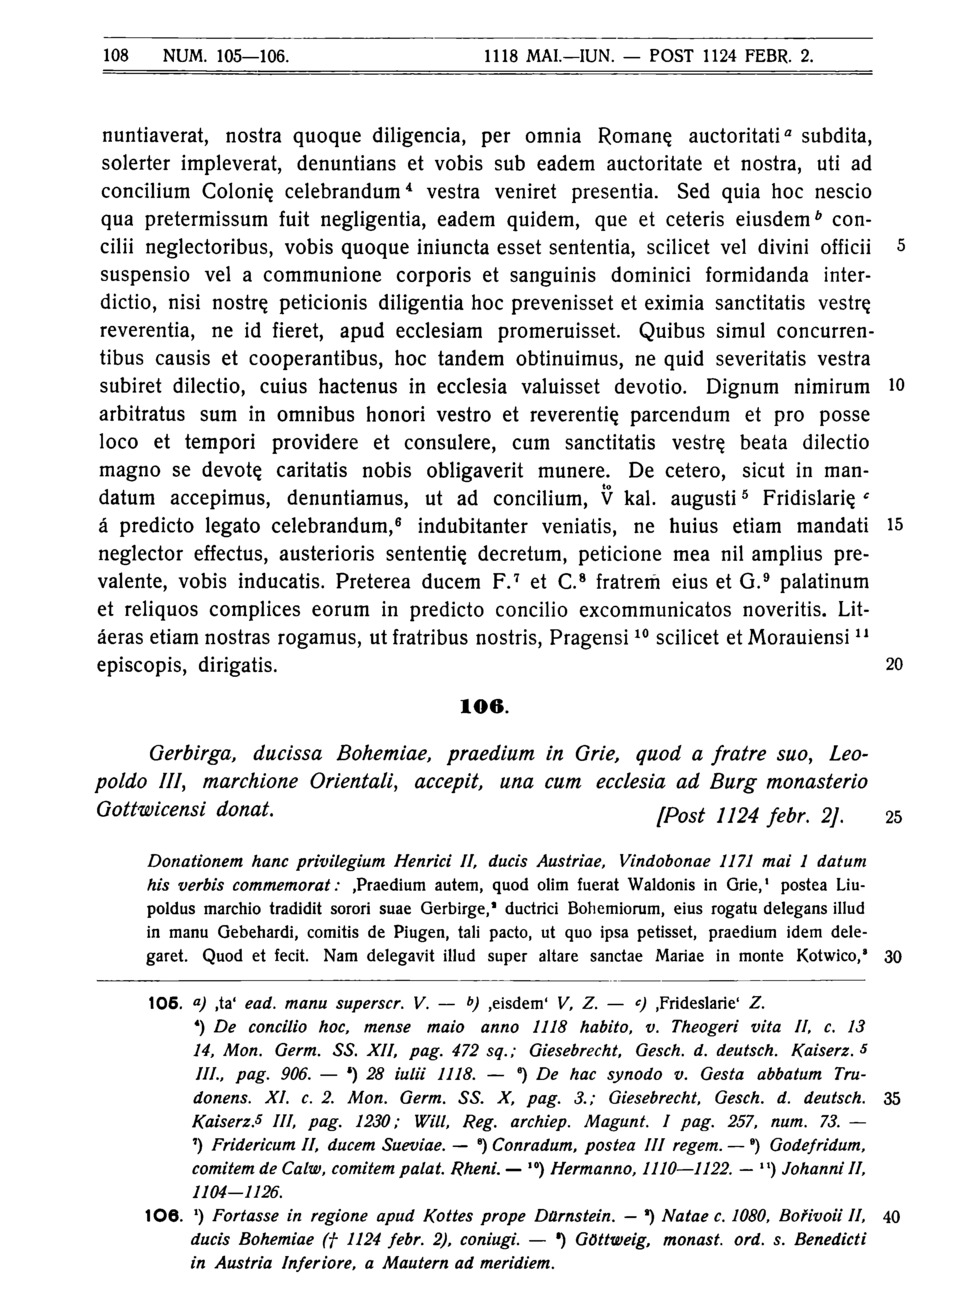 108 NUM. 105—106. 1118 MAI.—IUN. — POST 1124 FEBR. 2.
nuntiaverat, nostra quoque diligencia, per omnia Romanę auctoritati ᵃ subdita,
solerter impleverat, denuntians et vobis sub eadem auctoritate et nostra, uti ad
concilium Colonię celebrandum ⁴ vestra veniret presentia. Sed quia hoc nescio
qua pretermissum fuit negligentia, eadem quidem, que et ceteris eiusdem ᵇ con-
cilii neglectoribus, vobis quoque iniuncta esset sententia, scilicet vel divini officii 5
suspensio vel a communione corporis et sanguinis dominici formidanda inter-
dictio, nisi nostrę peticionis diligentia hoc prevenisset et eximia sanctitatis vestrę
reverentia, ne id fieret, apud ecclesiam promeruisset. Quibus simul concurren-
tibus causis et cooperantibus, hoc tandem obtinuimus, ne quid severitatis vestra
subiret dilectio, cuius hactenus in ecclesia valuisset devotio. Dignum nimirum 10
arbitratus sum in omnibus honori vestro et reverentię parcendum et pro posse
loco et tempori providere et consulere, cum sanctitatis vestrę beata dilectio
magno se devotę caritatis nobis obligaverit munere. De cetero, sicut in man-
datum accepimus, denuntiamus, ut ad concilium, V̊ᵗᵒ kal. augusti ⁵ Fridislarię ᶜ
á predicto legato celebrandum,⁶ indubitanter veniatis, ne huius etiam mandati 15
neglector effectus, austerioris sententię decretum, peticione mea nil amplius pre-
valente, vobis inducatis. Preterea ducem F.⁷ et C.⁸ fratrem eius et G.⁹ palatinum
et reliquos complices eorum in predicto concilio excommunicatos noveritis. Lit-
áeras etiam nostras rogamus, ut fratribus nostris, Pragensi ¹⁰ scilicet et Morauiensi ¹¹
episcopis, dirigatis. 20
106.
Gerbirga, ducissa Bohemiae, praedium in Grie, quod a fratre suo, Leo-
poldo III, marchione Orientali, accepit, una cum ecclesia ad Burg monasterio
Gottwicensi donat. [Post 1124 febr. 2]. 25
Donationem hanc privilegium Henrici II, ducis Austriae, Vindobonae 1171 mai 1 datum
his verbis commemorat: ‚Praedium autem, quod olim fuerat Waldonis in Grie,¹ postea Liu-
poldus marchio tradidit sorori suae Gerbirge,² ductrici Bohemiorum, eius rogatu delegans illud
in manu Gebehardi, comitis de Piugen, tali pacto, ut quo ipsa petisset, praedium idem dele-
garet. Quod et fecit. Nam delegavit illud super altare sanctae Mariae in monte Kotwico,³ 30
105. ᵃ) ‚ta‘ ead. manu superscr. V. — ᵇ) ‚eisdem‘ V, Z. — ᶜ) ‚Frideslarie‘ Z.
⁴) De concilio hoc, mense maio anno 1118 habito, v. Theogeri vita II, c. 13
14, Mon. Germ. SS. XII, pag. 472 sq.; Giesebrecht, Gesch. d. deutsch. Kaiserz.⁵
III., pag. 906. — ⁵) 28 iulii 1118. — ⁶) De hac synodo v. Gesta abbatum Tru-
donens. XI. c. 2. Mon. Germ. SS. X, pag. 3.; Giesebrecht, Gesch. d. deutsch. 35
Kaiserz.⁵ III, pag. 1230; Will, Reg. archiep. Magunt. I pag. 257, num. 73. —
⁷) Fridericum II, ducem Sueviae. — ⁸) Conradum, postea III regem. — ⁹) Godefridum,
comitem de Calw, comitem palat. Rheni. — ¹⁰) Hermanno, 1110—1122. — ¹¹) Johanni II,
1104—1126.
106. ¹) Fortasse in regione apud Kottes prope Dürnstein. — ²) Natae c. 1080, Bořivoii II, 40
ducis Bohemiae († 1124 febr. 2), coniugi. — ³) Göttweig, monast. ord. s. Benedicti
in Austria Inferiore, a Mautern ad meridiem.